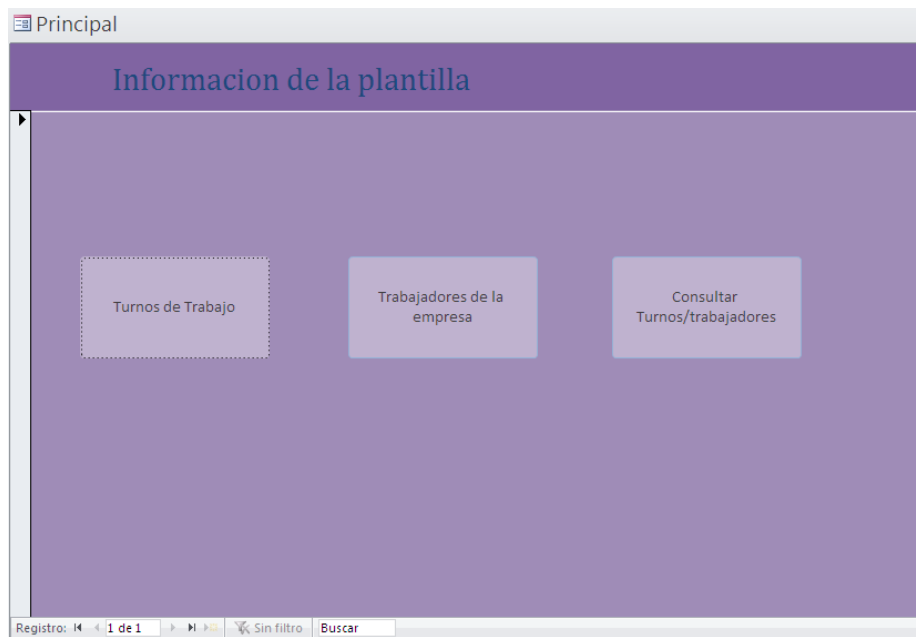 Principal
Informacion de la plantilla
Turnos de Trabajo
Trabajadores de la
empresa
Consultar
Turnos/trabajadores
Registro: 1 de 1 Sin filtro Buscar